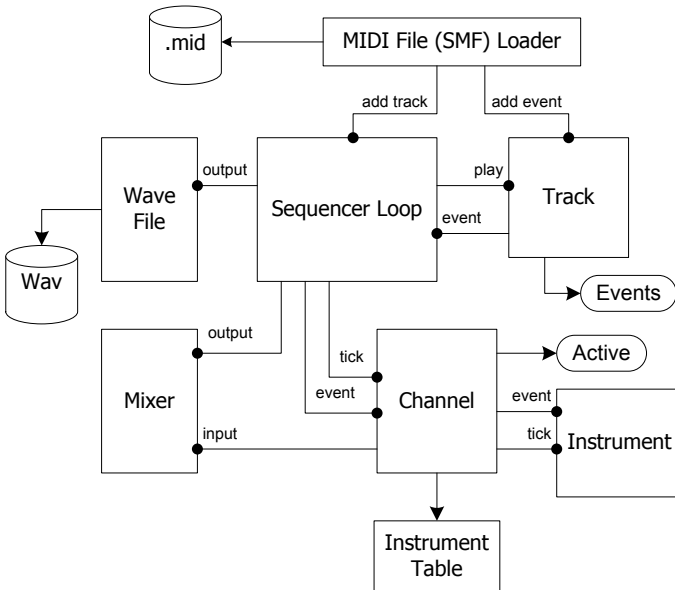 .mid
MIDI File (SMF) Loader
add track
add event
output
Wave
File
Sequencer Loop
play
event
Track
Wav
Events
output
Mixer
input
tick
event
Channel
Active
event
tick
Instrument
Instrument
Table